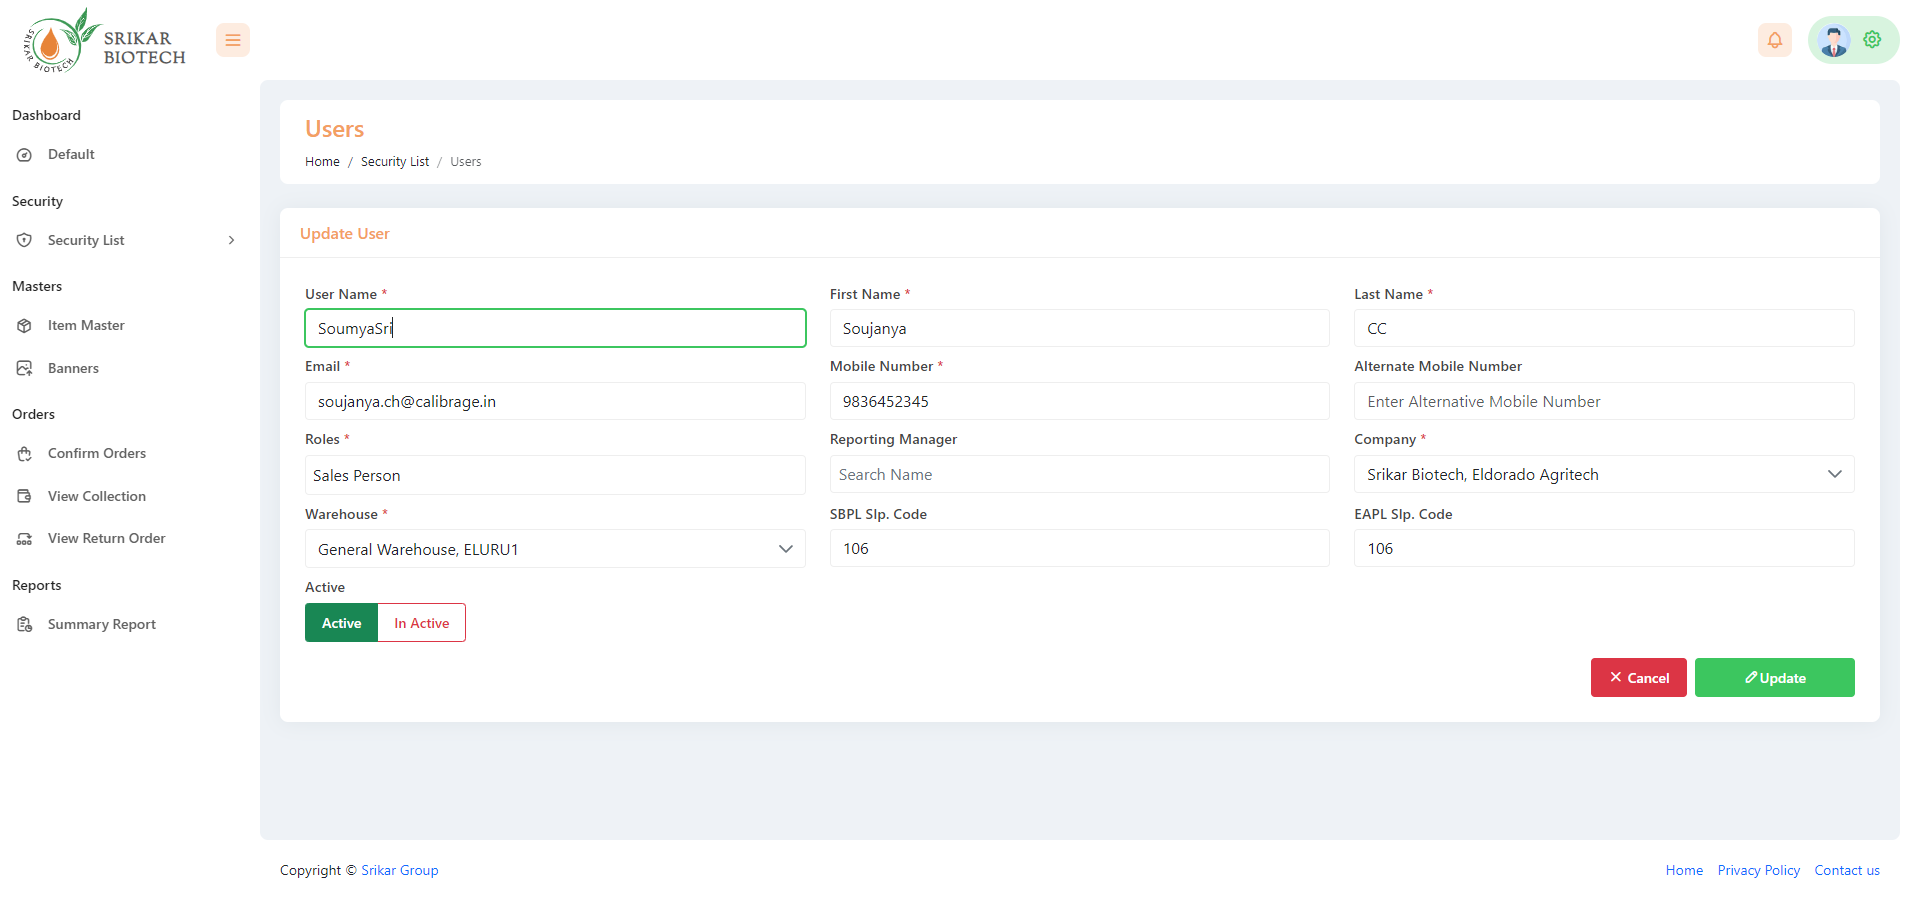 SRIKAR BIOTECH
SRIKAR
BIOTECH
Dashboard
Default
Security
Security List
Masters
Item Master
Banners
Orders
Confirm Orders
View Collection
View Return Order
Reports
Summary Report
Users
Home / Security List / Users
Update User
User Name * First Name * Last Name *
SoumyaSri Soujanya CC
Email * Mobile Number * Alternate Mobile Number
soujanya.ch@calibrage.in 9836452345 Enter Alternative Mobile Number
Roles * Reporting Manager Company *
Sales Person Search Name Srikar Biotech, Eldorado Agritech
Warehouse * SBPL Slp. Code EAPL Slp. Code
General Warehouse, ELURU1 106 106
Active
Active In Active
Cancel Update
Copyright © Srikar Group Home Privacy Policy Contact us